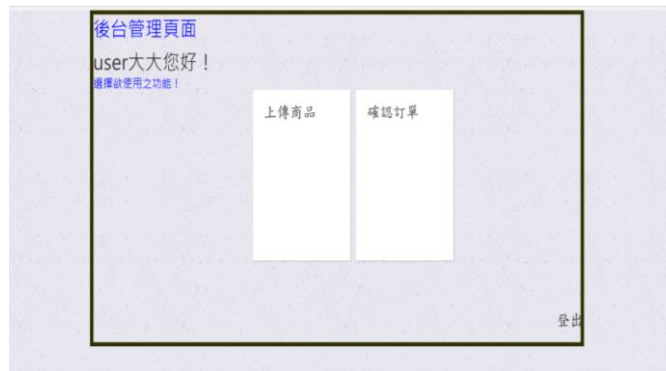 後台管理頁面
user大大您好！
選擇欲使用之功能！
上傳商品
確認訂單
登出